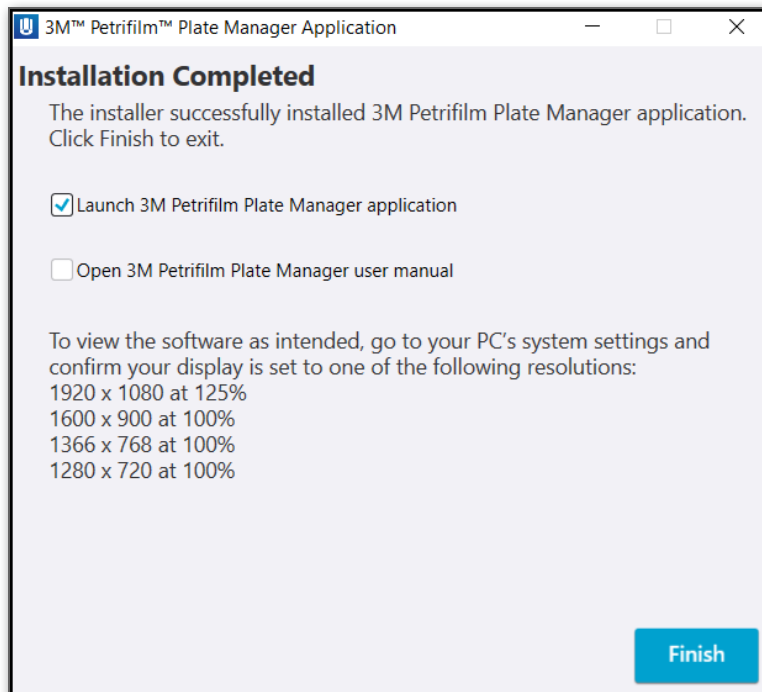 3M™ Petrifilm™ Plate Manager Application
Installation Completed
The installer successfully installed 3M Petrifilm Plate Manager application.
Click Finish to exit.
Launch 3M Petrifilm Plate Manager application
Open 3M Petrifilm Plate Manager user manual
To view the software as intended, go to your PC's system settings and
confirm your display is set to one of the following resolutions:
1920 x 1080 at 125%
1600 x 900 at 100%
1366 x 768 at 100%
1280 x 720 at 100%
Finish